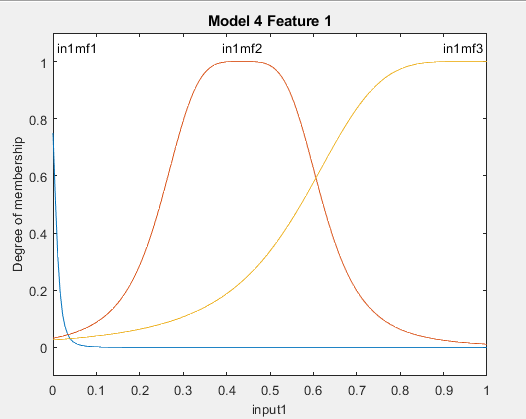 Model 4 Feature 1
in1mf1 in1mf2 in1mf3
1
0.8
0.6
0.4
0.2
0
Degree of membership
0 0.1 0.2 0.3 0.4 0.5 0.6 0.7 0.8 0.9 1
input1